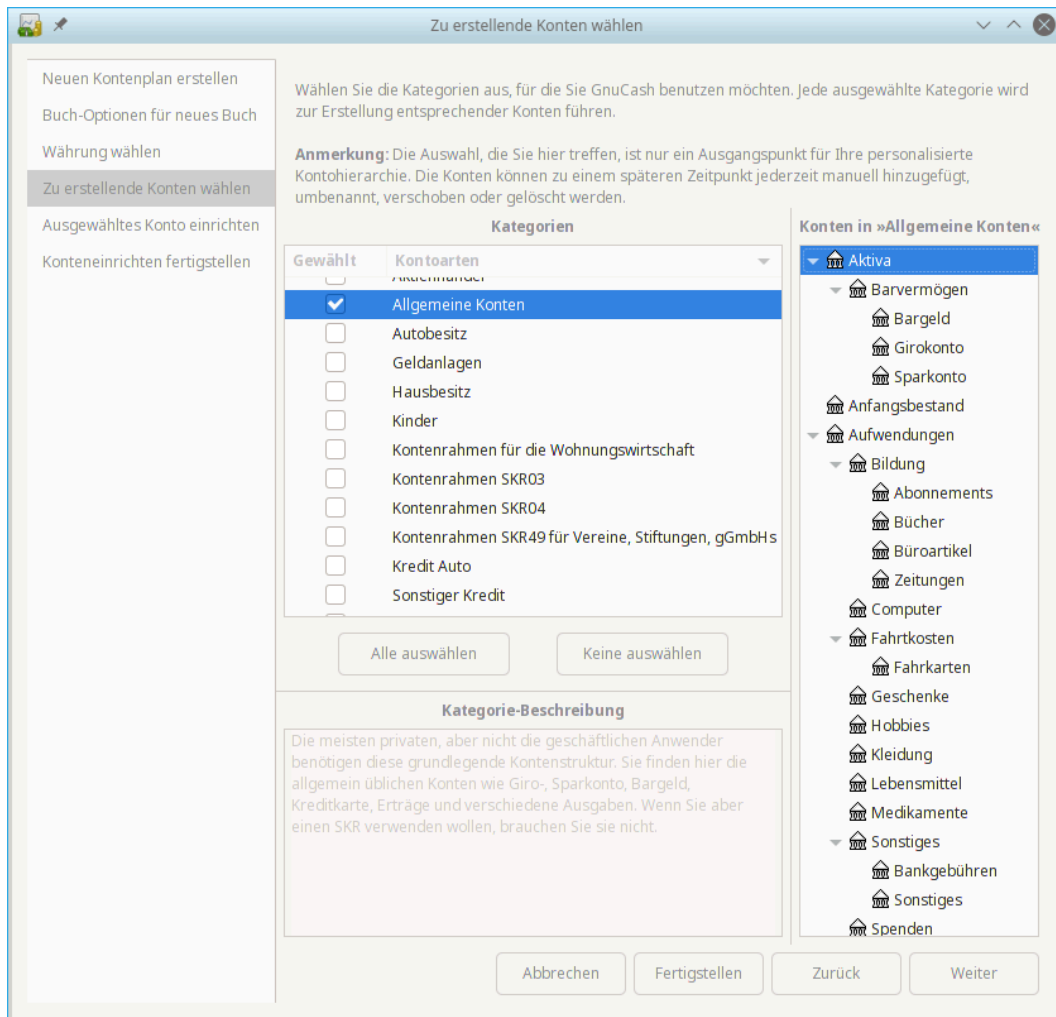 Zu erstellende Konten wählen
Neuen Kontenplan erstellen
Buch-Optionen für neues Buch
Währung wählen
Zu erstellende Konten wählen
Ausgewähltes Konto einrichten
Konteneinrichten fertigstellen
Wählen Sie die Kategorien aus, für die Sie GnuCash benutzen möchten. Jede ausgewählte Kategorie wird
zur Erstellung entsprechender Konten führen.
Anmerkung: Die Auswahl, die Sie hier treffen, ist nur ein Ausgangspunkt für Ihre personalisierte
Kontohierarchie. Die Konten können zu einem späteren Zeitpunkt jederzeit manuell hinzugefügt,
umbenannt, verschoben oder gelöscht werden.
Kategorien
Gewählt Kontoarten
Aktienhandel
Allgemeine Konten
Autobesitz
Geldanlagen
Hausbesitz
Kinder
Kontenrahmen für die Wohnungswirtschaft
Kontenrahmen SKR03
Kontenrahmen SKR04
Kontenrahmen SKR49 für Vereine, Stiftungen, gGmbHs
Kredit Auto
Sonstiger Kredit
Alle auswählen
Keine auswählen
Kategorie-Beschreibung
Die meisten privaten, aber nicht die geschäftlichen Anwender
benötigen diese grundlegende Kontenstruktur. Sie finden hier die
allgemein üblichen Konten wie Giro-, Sparkonto, Bargeld,
Kreditkarte, Erträge und verschiedene Ausgaben. Wenn Sie aber
einen SKR verwenden wollen, brauchen Sie sie nicht.
Konten in »Allgemeine Konten«
Aktiva
Barvermögen
Bargeld
Girokonto
Sparkonto
Anfangsbestand
Aufwendungen
Bildung
Abonnements
Bücher
Büroartikel
Zeitungen
Computer
Fahrtkosten
Fahrkarten
Geschenke
Hobbies
Kleidung
Lebensmittel
Medikamente
Sonstiges
Bankgebühren
Sonstiges
Spenden
Abbrechen
Fertigstellen
Zurück
Weiter